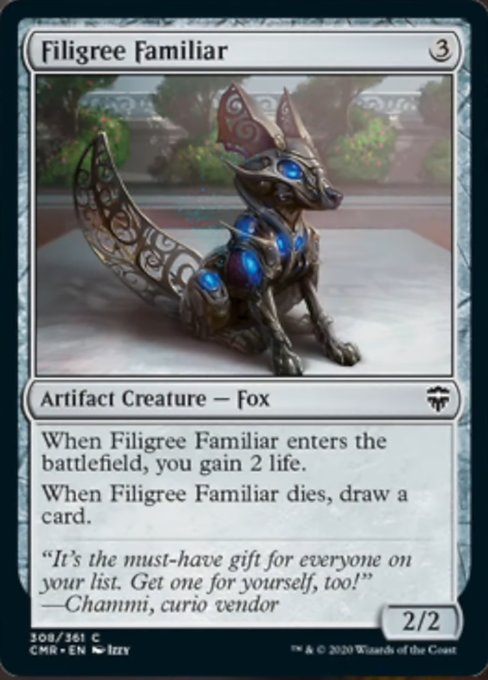 Filigree Familiar 3
Artifact Creature — Fox
When Filigree Familiar enters the
battlefield, you gain 2 life.
When Filigree Familiar dies, draw a
card.
"It's the must-have gift for everyone on
your list. Get one for yourself, too!"
—Chammi, curio vendor
2/2
308/361 C
CMR • EN Izzy
™ & © 2020 Wizards of the Coast